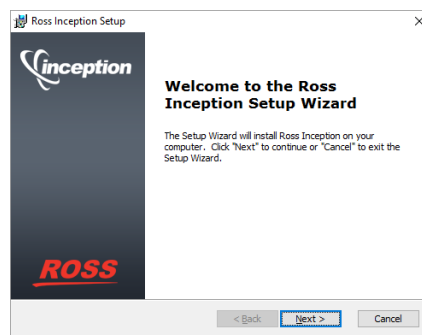 Ross Inception Setup
inception
Welcome to the Ross
Inception Setup Wizard
The Setup Wizard will install Ross Inception on your
computer. Click "Next" to continue or "Cancel" to exit the
Setup Wizard.
ROSS
< Back
Next >
Cancel